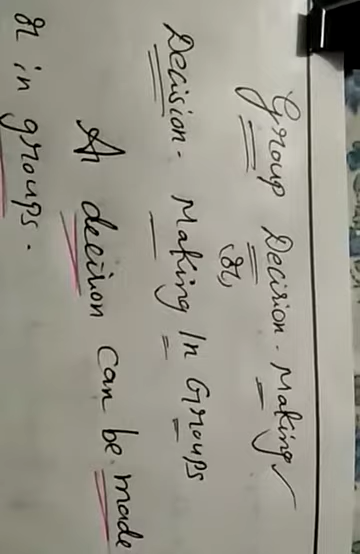 Group Decision-Making
Or,
Decision-Making In Groups
A decision can be made
or in groups.